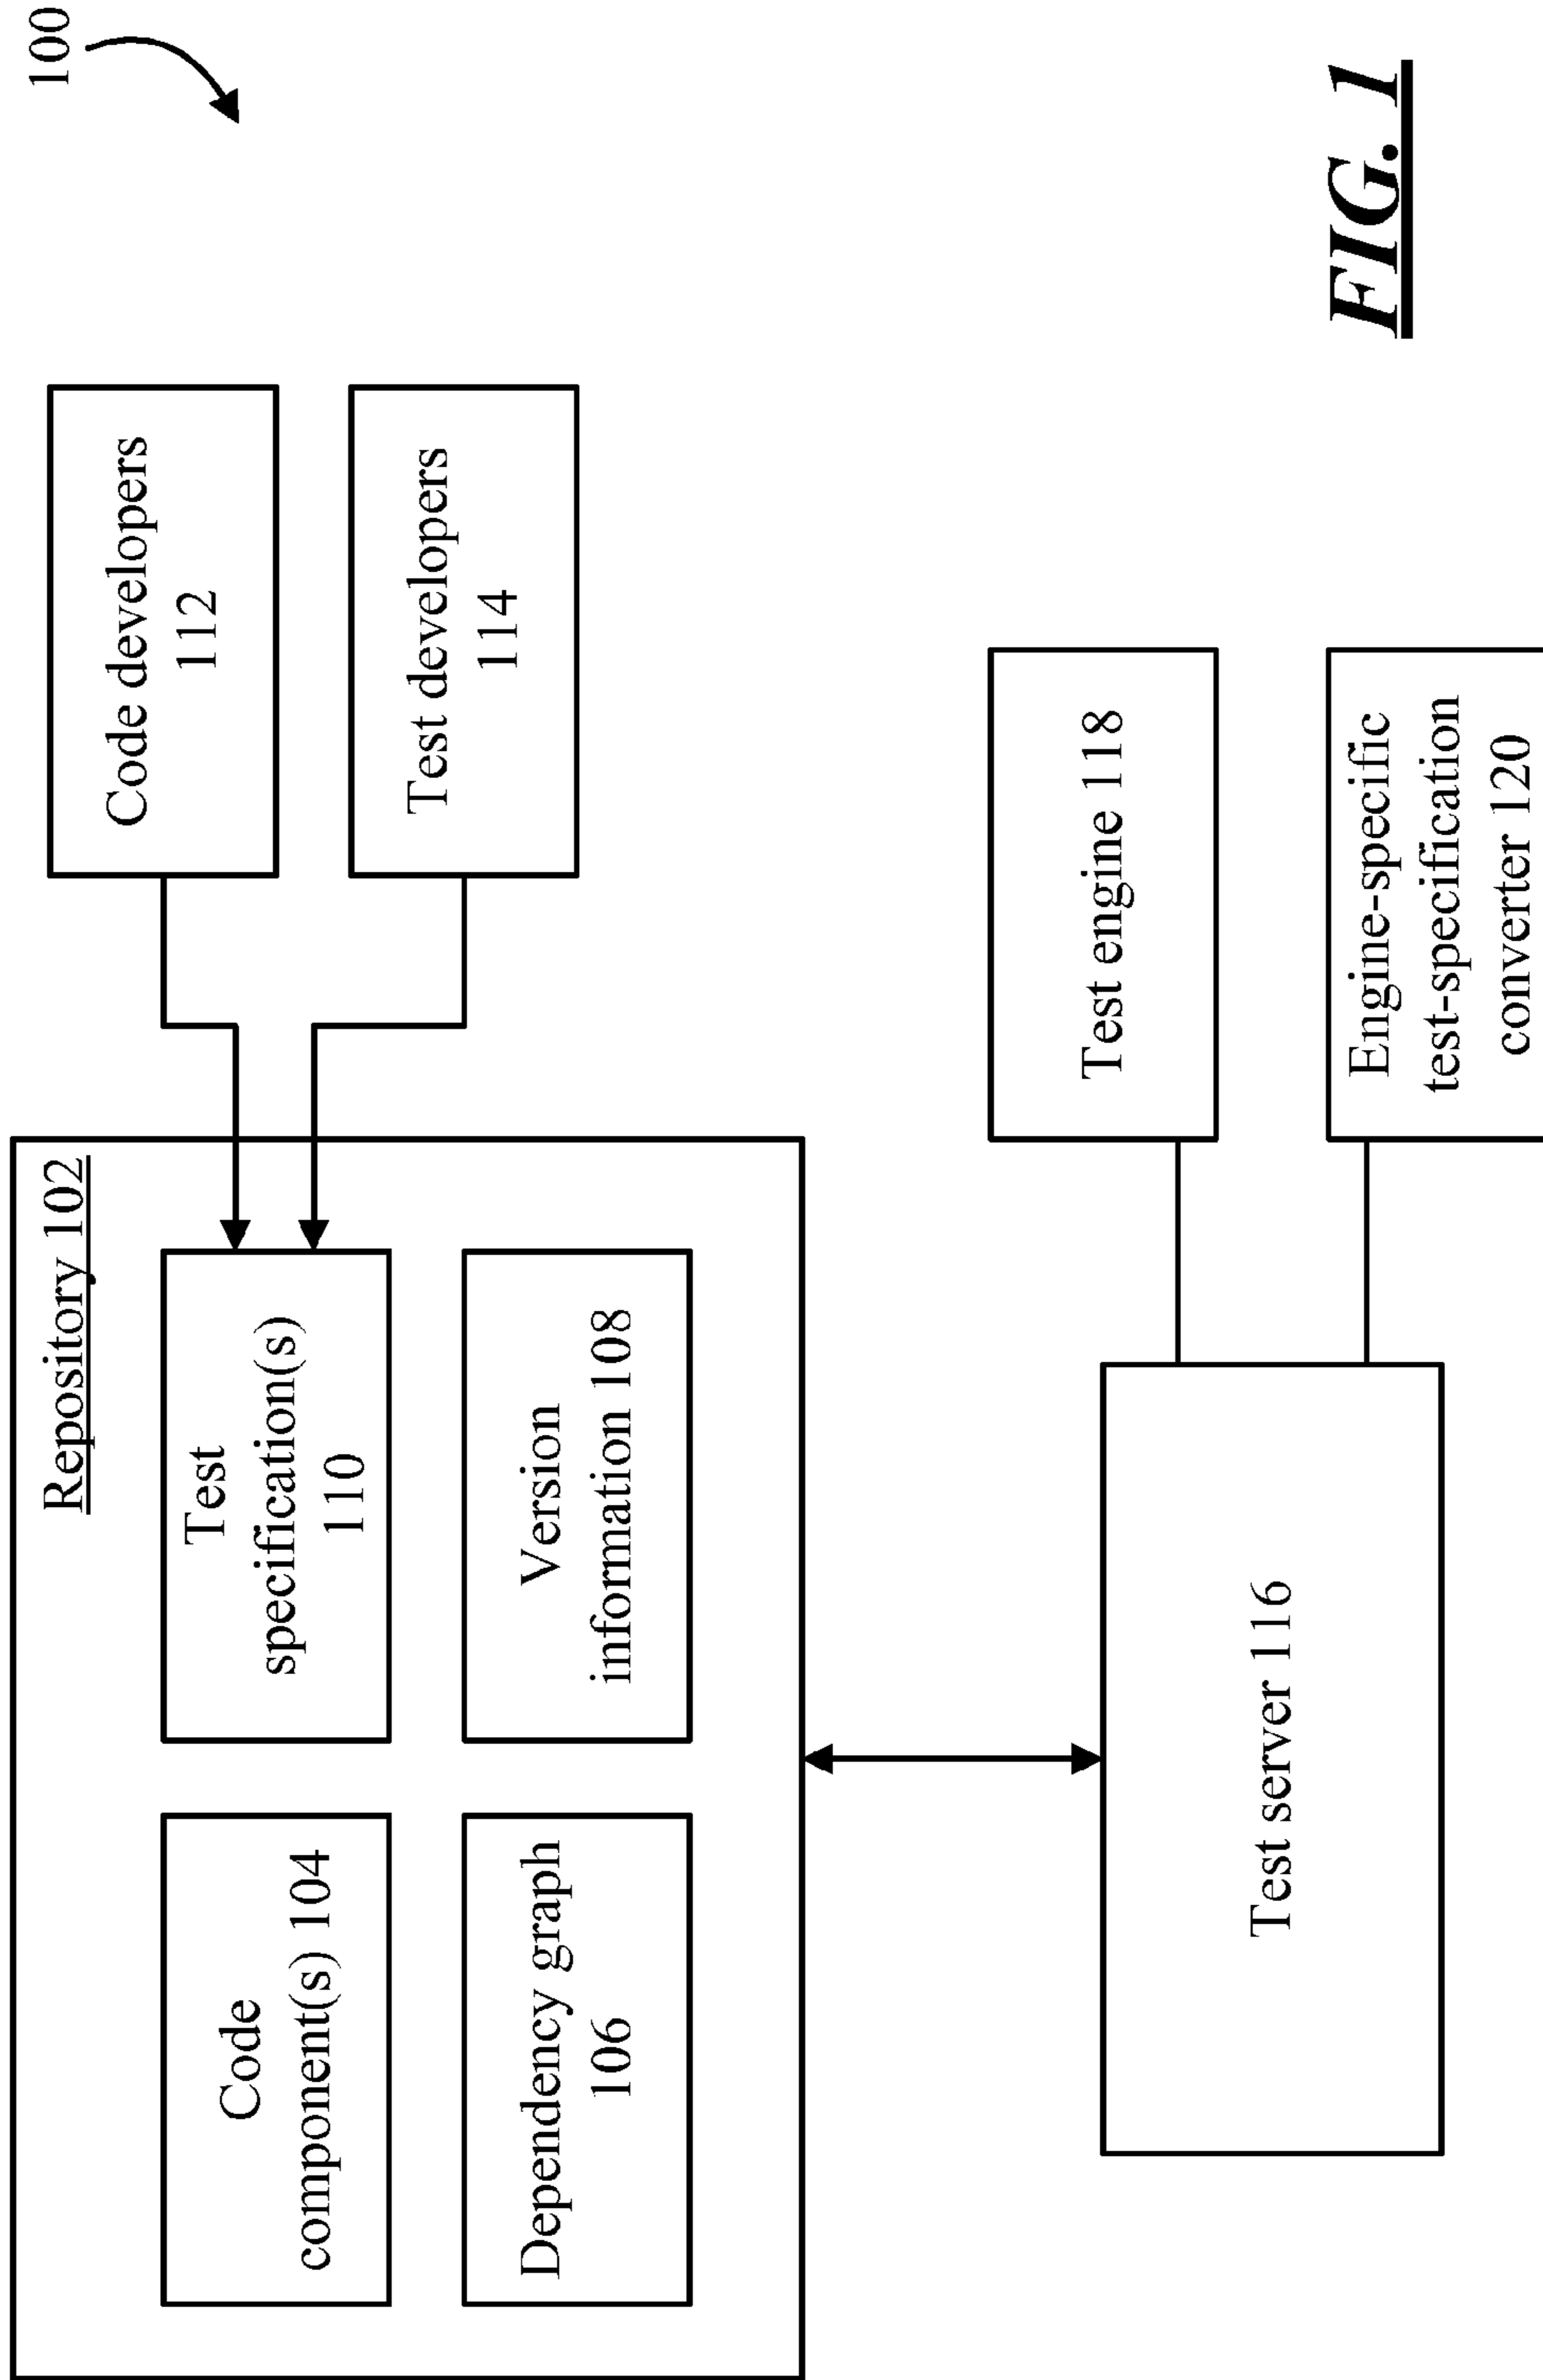 100
Repository 102
Code
component(s) 104
Test
specification(s)
110
Dependency graph
106
Version
information 108
Code developers
112
Test developers
114
Test server 116
Test engine 118
Engine-specific
test-specification
converter 120
FIG. 1